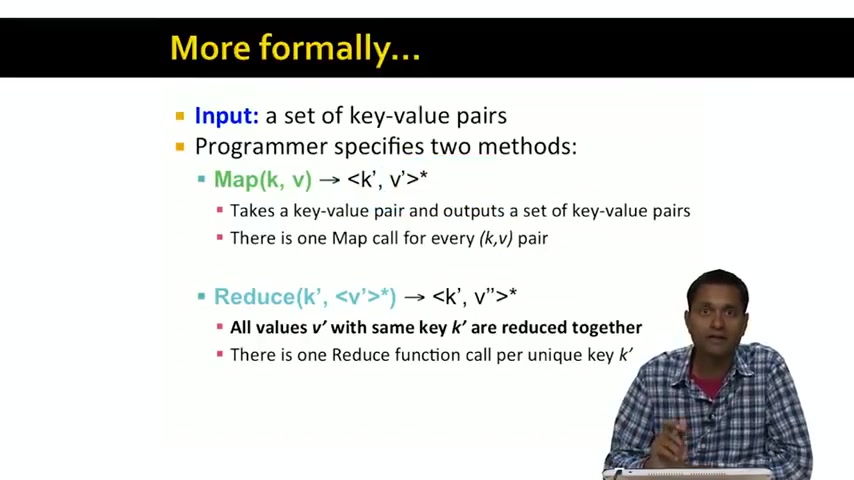 More formally...
Input: a set of key-value pairs
Programmer specifies two methods:
Map(k, v) → <k’, v’>*
Takes a key-value pair and outputs a set of key-value pairs
There is one Map call for every (k,v) pair
Reduce(k’, <v’>*) → <k’, v’’>*
All values v’ with same key k’ are reduced together
There is one Reduce function call per unique key k’